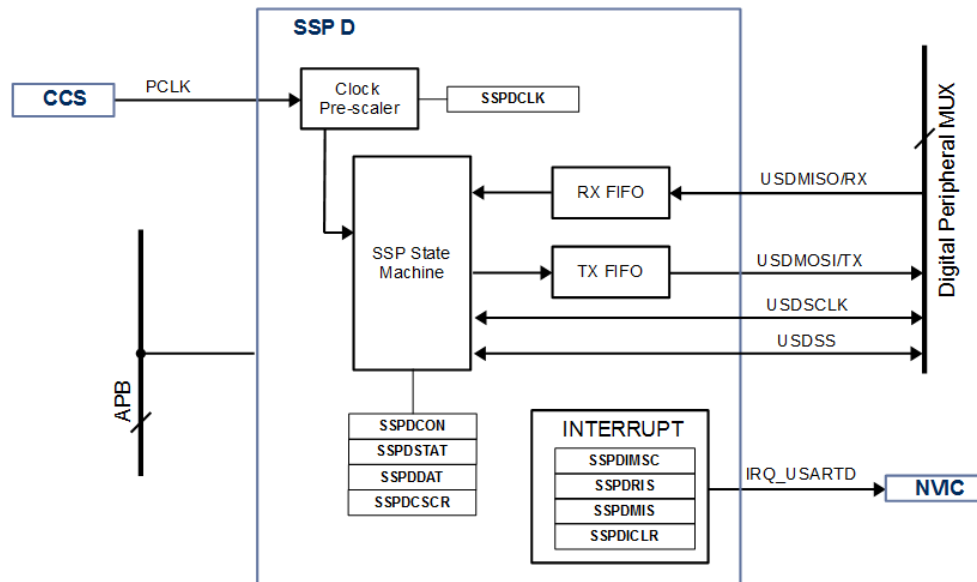 SSP D
CCS
PCLK
Clock
Pre-scaler
SSPDCLK
SSP State
Machine
RX FIFO
USDMISO/RX
TX FIFO
USDMOSI/TX
USDSCLK
USDSS
Digital Peripheral MUX
APB
SSPDCON
SSPDSTAT
SSPDDAT
SSPDCSCR
INTERRUPT
SSPDIMSC
SSPDRIS
SSPDMIS
SSPDICLR
IRQ_USARTD
NVIC